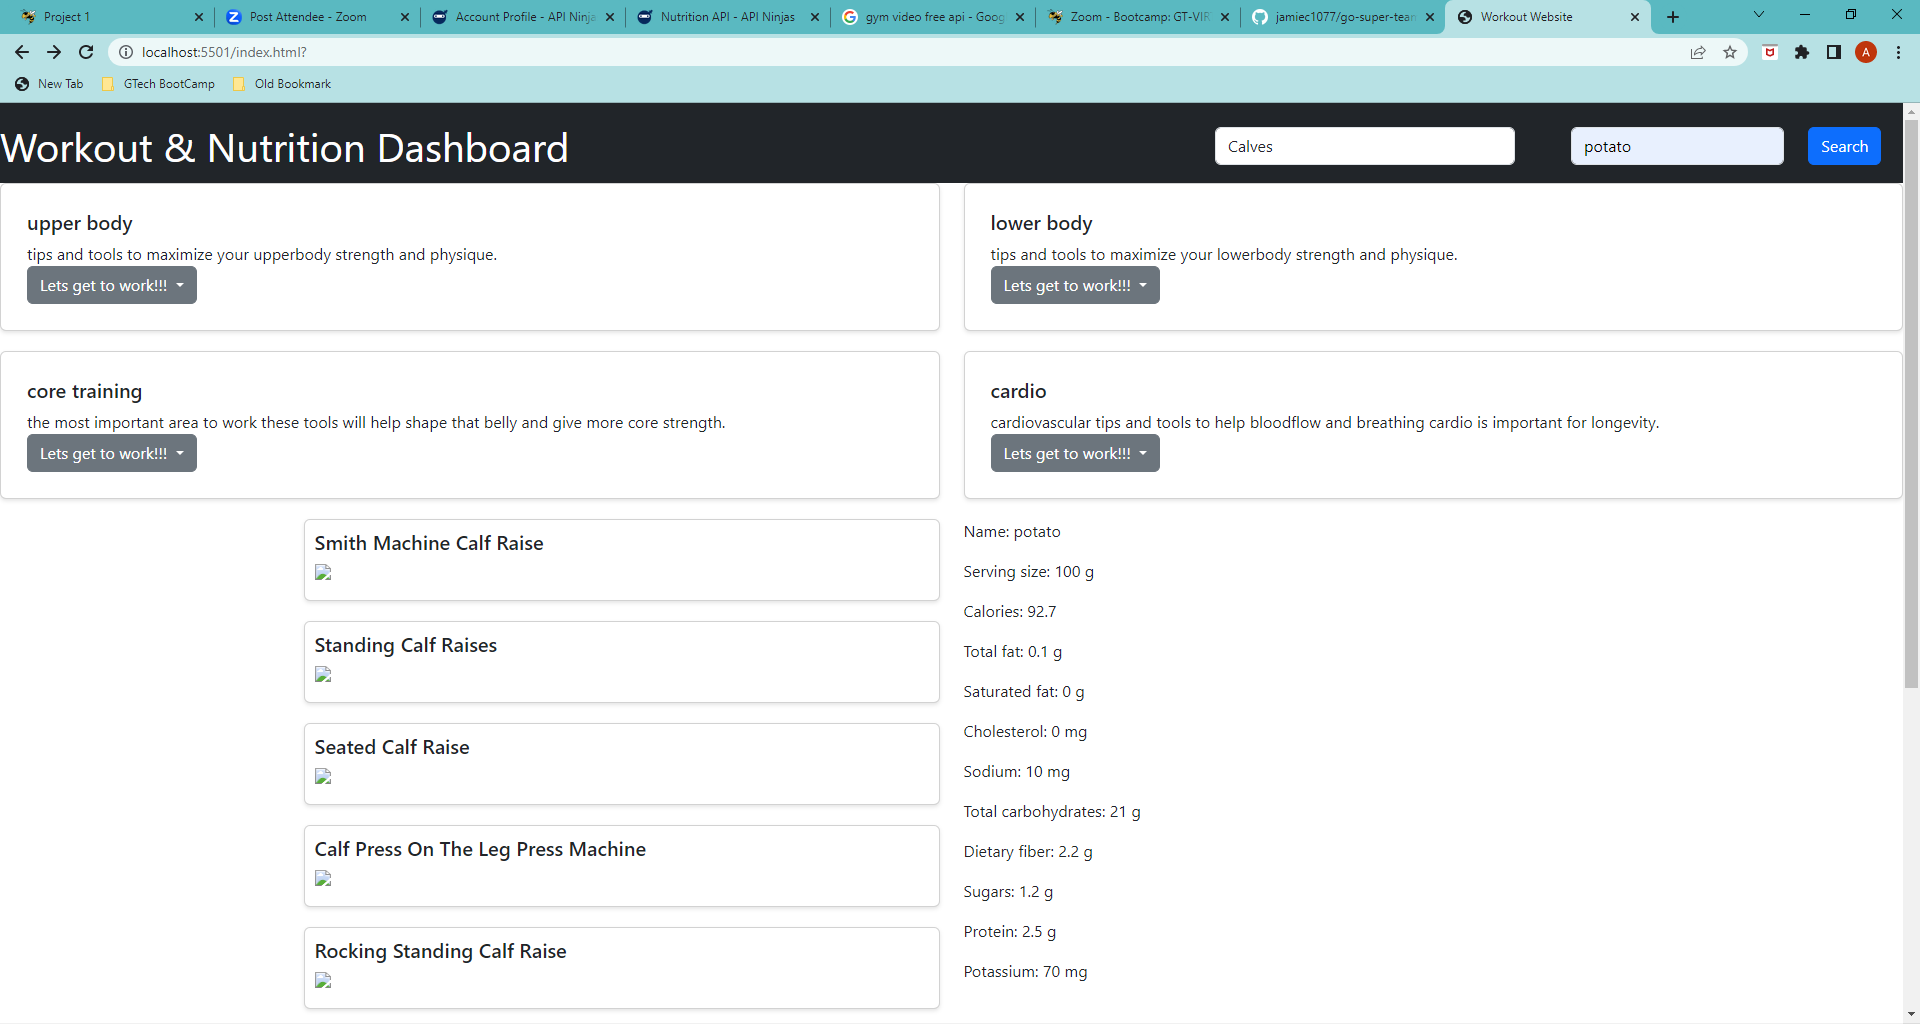 Project 1
Post Attendee - Zoom
Account Profile - API Ninja
Nutrition API - API Ninjas
gym video free api - Goog
Zoom - Bootcamp: GT-VIR
jamiec1077/go-super-tean
Workout Website
localhost:5501/index.html?
A
New Tab
GTech BootCamp
Old Bookmark
Workout & Nutrition Dashboard
Calves
potato
Search
upper body
tips and tools to maximize your upperbody strength and physique.
Lets get to work!!!
lower body
tips and tools to maximize your lowerbody strength and physique.
Lets get to work!!!
core training
the most important area to work these tools will help shape that belly and give more core strength.
Lets get to work!!!
cardio
cardiovascular tips and tools to help bloodflow and breathing cardio is important for longevity.
Lets get to work!!!
Smith Machine Calf Raise
Standing Calf Raises
Seated Calf Raise
Calf Press On The Leg Press Machine
Rocking Standing Calf Raise
Name: potato
Serving size: 100 g
Calories: 92.7
Total fat: 0.1 g
Saturated fat: 0 g
Cholesterol: 0 mg
Sodium: 10 mg
Total carbohydrates: 21 g
Dietary fiber: 2.2 g
Sugars: 1.2 g
Protein: 2.5 g
Potassium: 70 mg